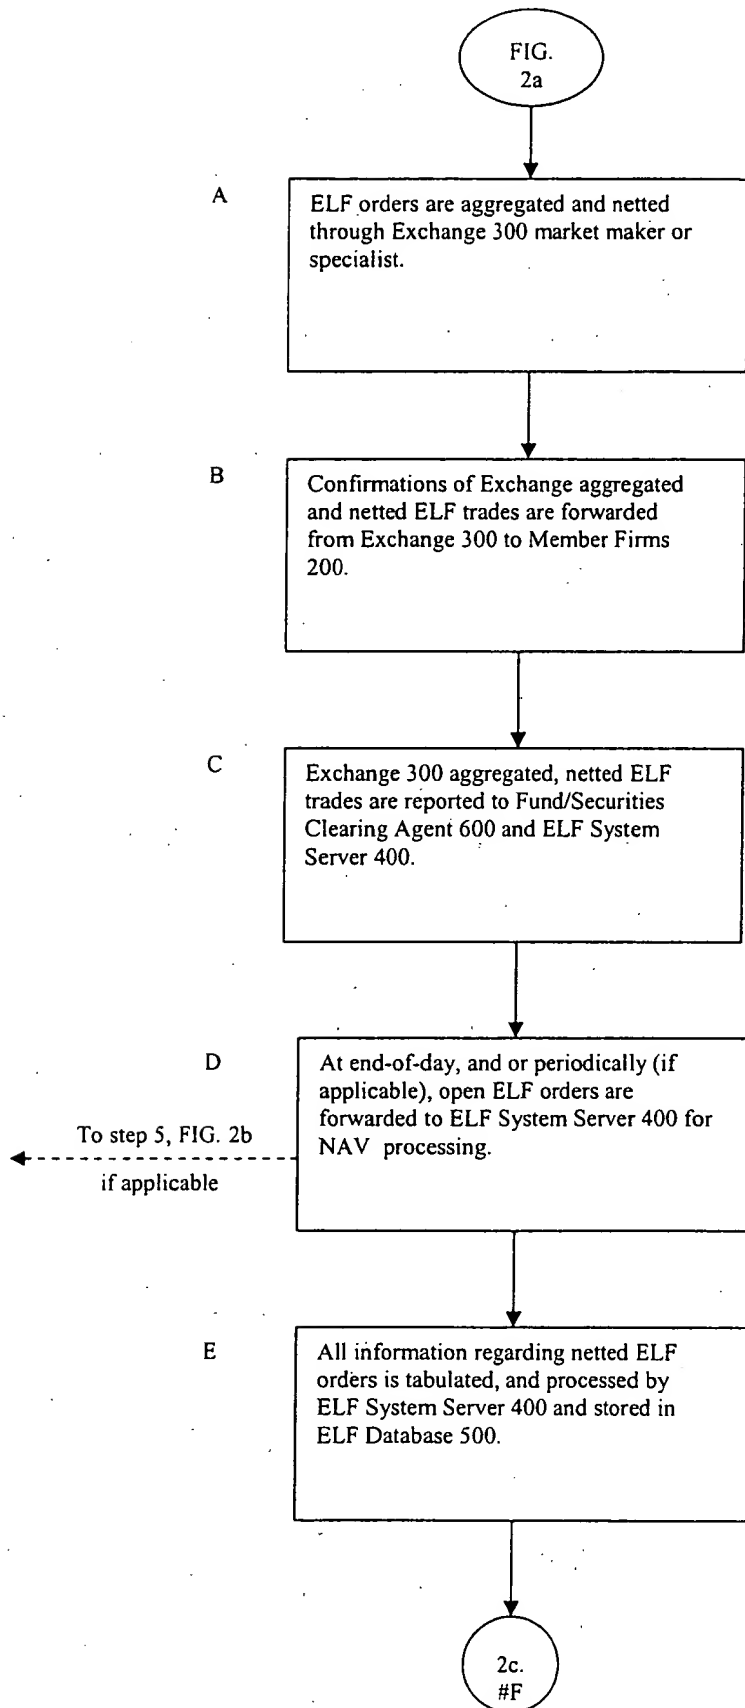 FIG.
2a
A
ELF orders are aggregated and netted
through Exchange 300 market maker or
specialist.
B
Confirmations of Exchange aggregated
and netted ELF trades are forwarded
from Exchange 300 to Member Firms
200.
C
Exchange 300 aggregated, netted ELF
trades are reported to Fund/Securities
Clearing Agent 600 and ELF System
Server 400.
D
At end-of-day, and or periodically (if
applicable), open ELF orders are
forwarded to ELF System Server 400 for
NAV processing.
To step 5, FIG. 2b
if applicable
E
All information regarding netted ELF
orders is tabulated, and processed by
ELF System Server 400 and stored in
ELF Database 500.
2c.
#F